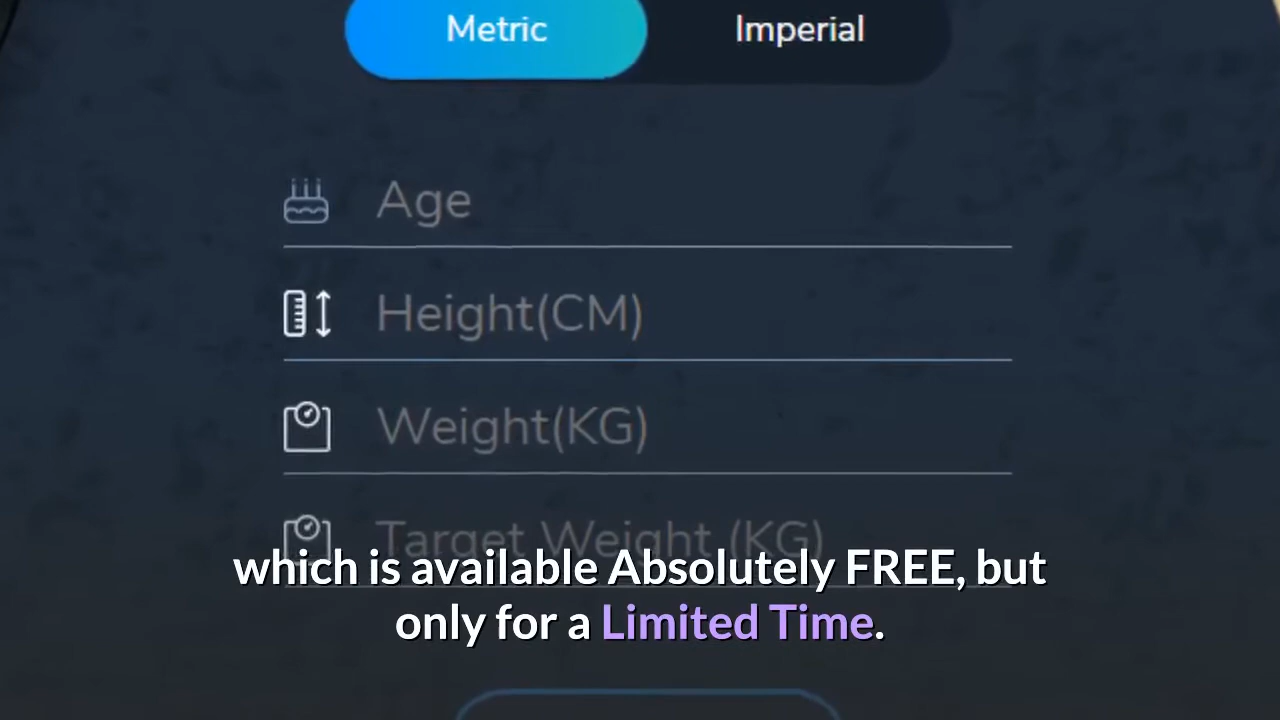 Metric Imperial
Age
Height(CM)
Weight(KG)
Target Weight (KG)
which is available Absolutely FREE, but
only for a Limited Time.